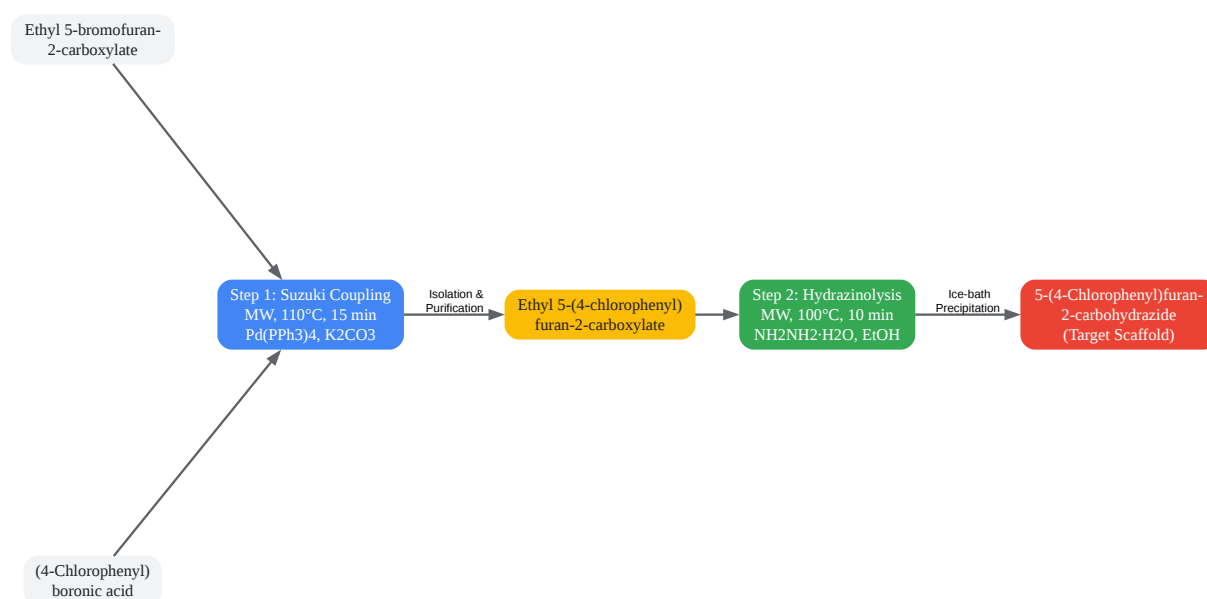 Ethyl 5-bromofuran-
2-carboxylate
Step 1: Suzuki Coupling
MW, 110°C, 15 min
Pd(PPh3)4, K2CO3
Isolation &
Purification
Ethyl 5-(4-chlorophenyl)
furan-2-carboxylate
Step 2: Hydrazinolysis
MW, 100°C, 10 min
NH2NH2·H2O, EtOH
Ice-bath
Precipitation
5-(4-Chlorophenyl)furan-
2-carbohydrazide
(Target Scaffold)
(4-Chlorophenyl)
boronic acid